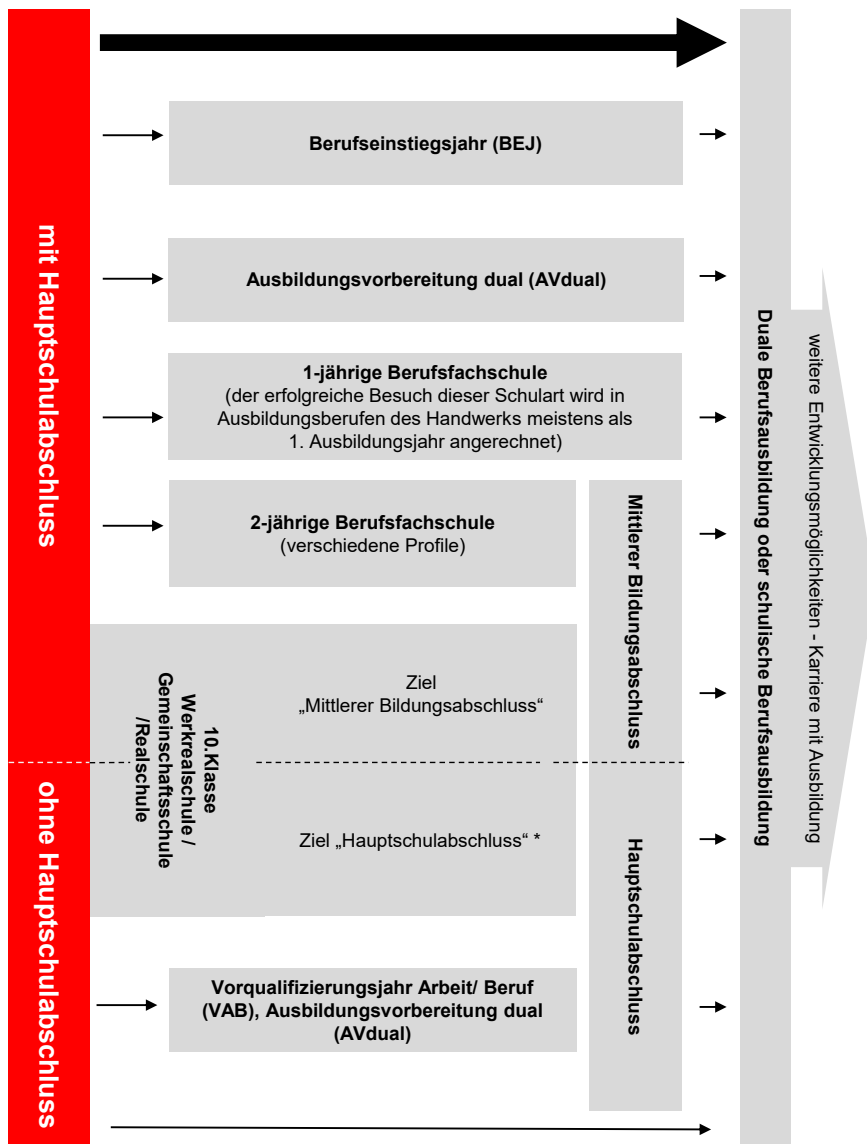 mit Hauptschulabschluss
ohne Hauptschulabschluss
Berufseinstiegsjahr (BEJ)
Ausbildungsvorbereitung dual (AVdual)
1-jährige Berufsfachschule
(der erfolgreiche Besuch dieser Schulart wird in
Ausbildungsberufen des Handwerks meistens als
1. Ausbildungsjahr angerechnet)
2-jährige Berufsfachschule
(verschiedene Profile)
10.Klasse
Werkrealschule /
Gemeinschaftsschule
/Realschule
Ziel
„Mittlerer Bildungsabschluss“
Ziel „Hauptschulabschluss“ *
Vorqualifizierungsjahr Arbeit/ Beruf
(VAB), Ausbildungsvorbereitung dual
(AVdual)
Mittlerer Bildungsabschluss
Hauptschulabschluss
Duale Berufsausbildung oder schulische Berufsausbildung
weitere Entwicklungsmöglichkeiten - Karriere mit Ausbildung